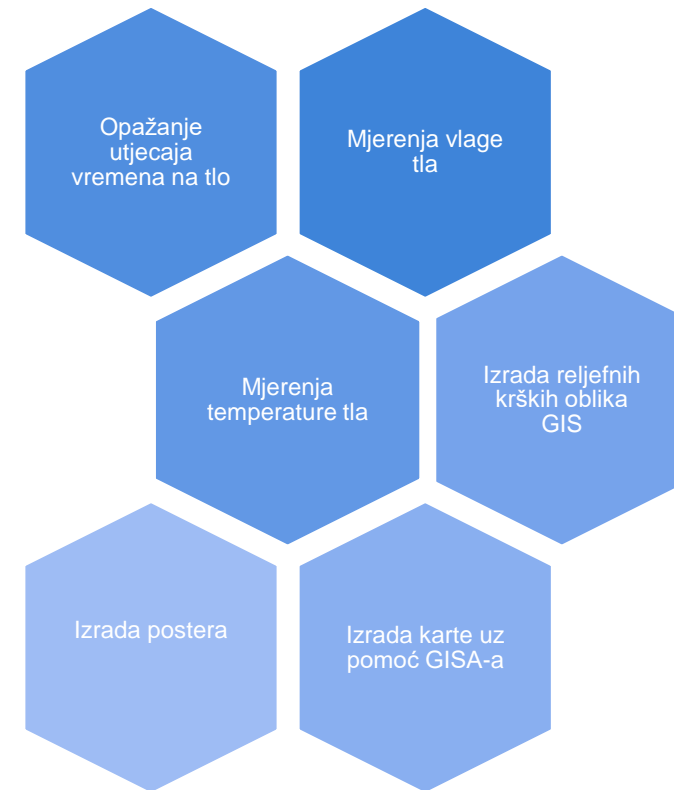 Opažanje
utjecaja
vremena na tlo
Mjerenja vlage
tla
Mjerenja
temperature tla
Izrada reljefnih
krških oblika
GIS
Izrada postera
Izrada karte uz
pomoć GISA-a